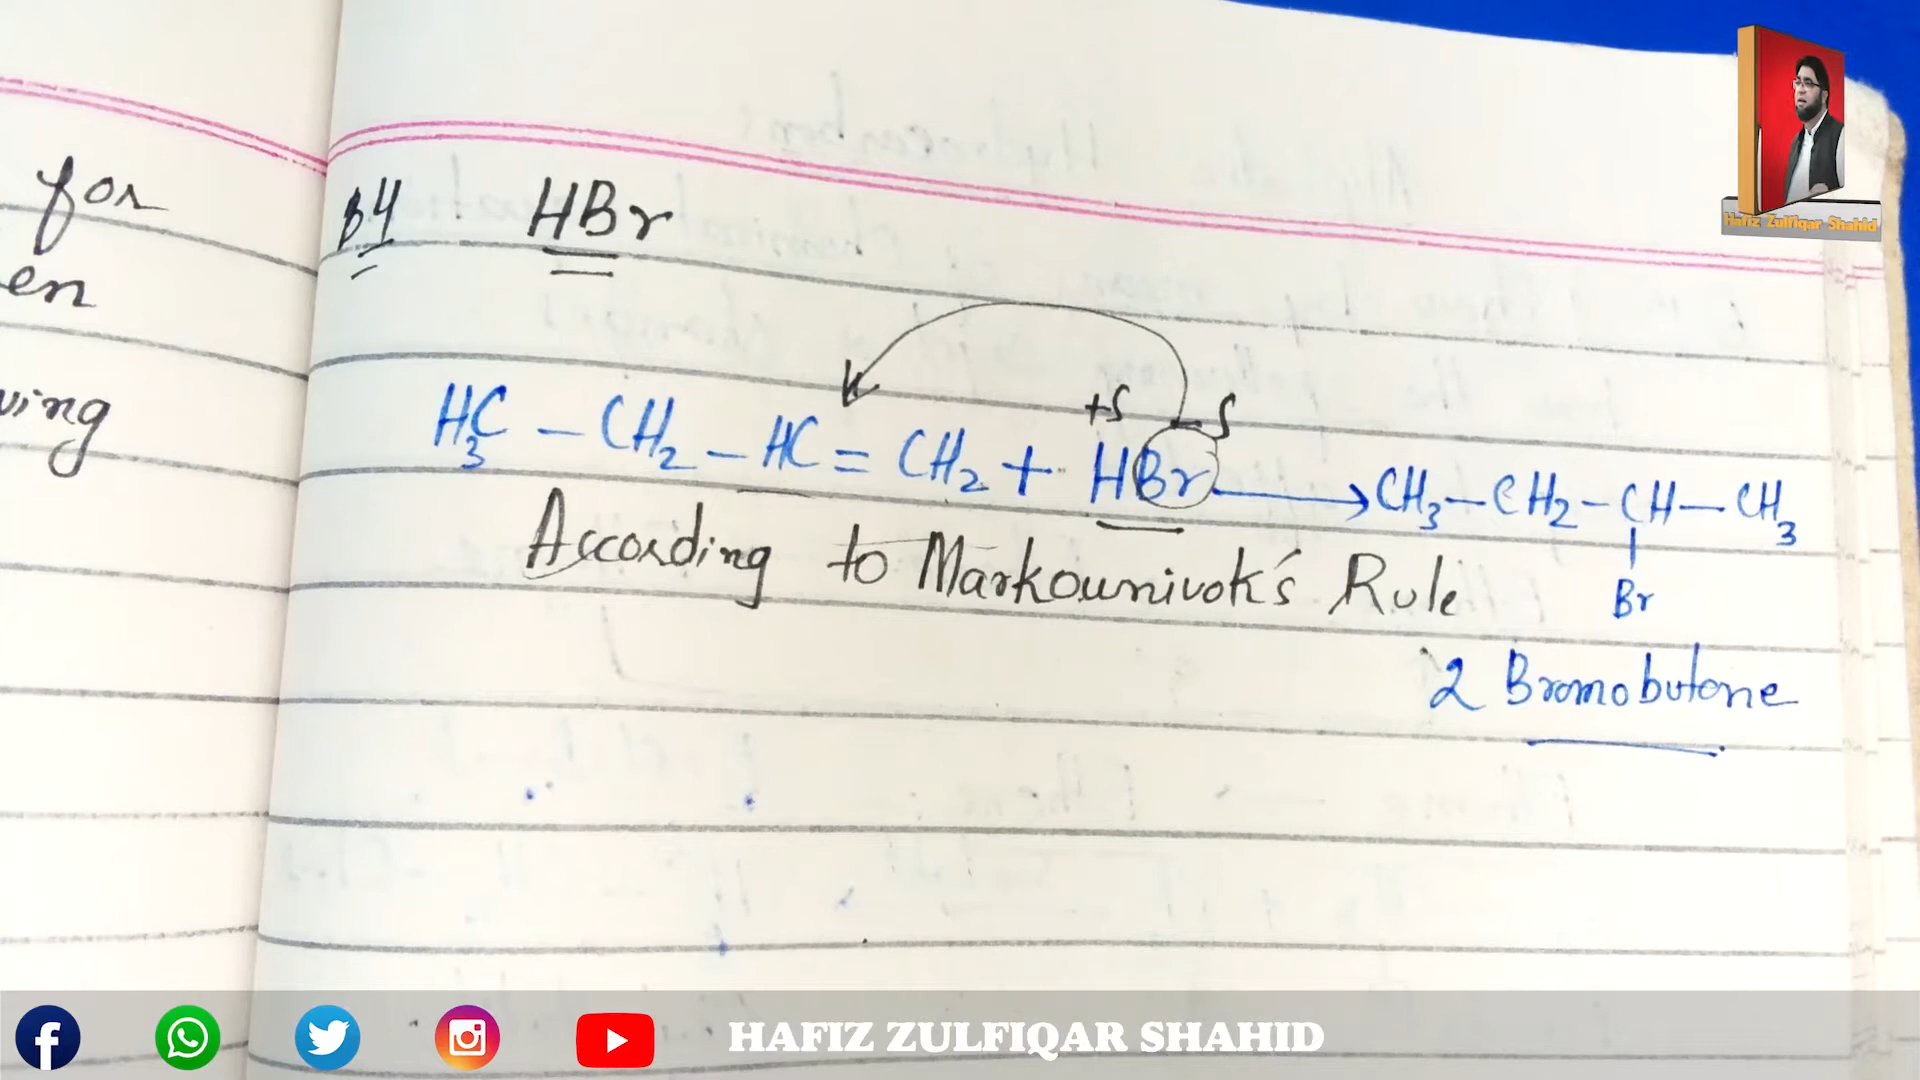 for
en
ving
by HBr
+δ -δ
H₃C - CH₂ - HC = CH₂ + HBr ⟶ CH₃ - CH₂ - CH - CH₃
|
Br
According to Markounivok's Rule
2 Bromobutane
Hafiz Zulfiqar Shahid
HAFIZ ZULFIQAR SHAHID